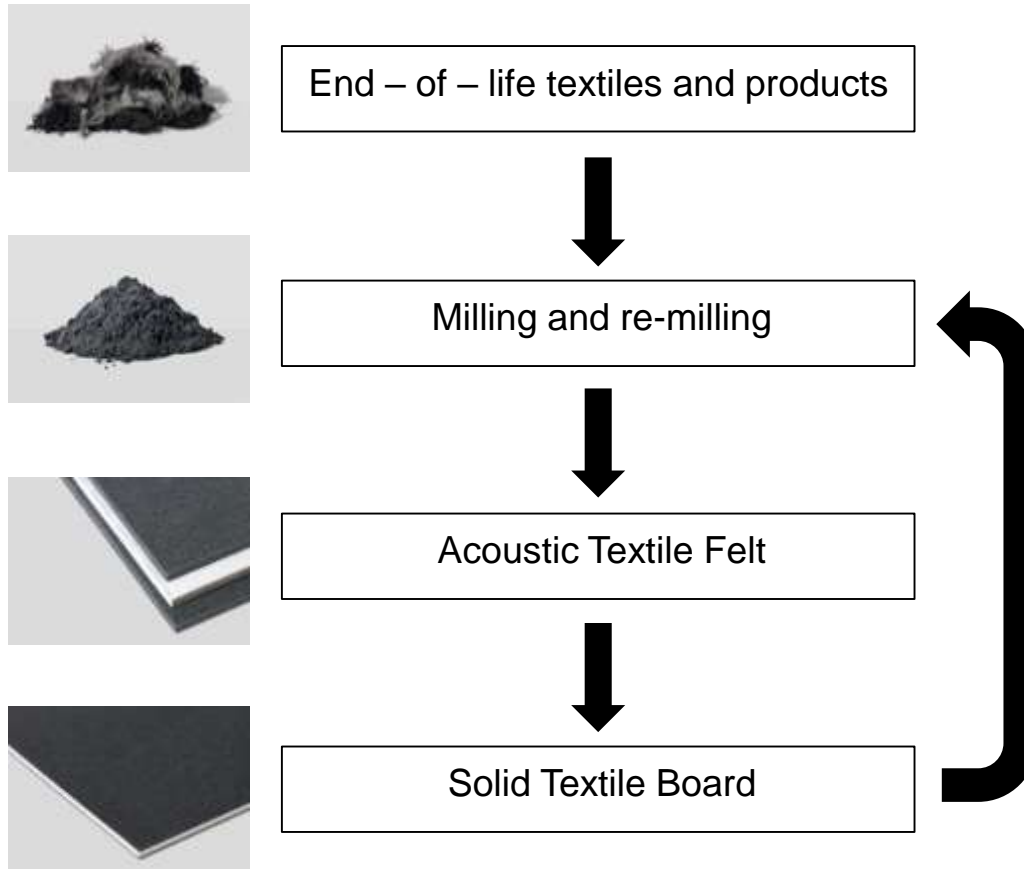 End – of – life textiles and products
Milling and re-milling
Acoustic Textile Felt
Solid Textile Board